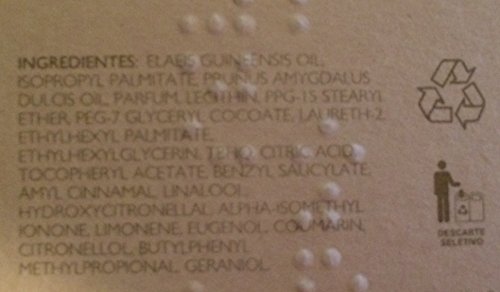 INGREDIENTES: ELAEIS GUINEENSIS OIL,
ISOPROPYL PALMITATE, PRUNUS AMYGDALUS
DULCIS OIL, PARFUM, LECITHIN, PPG-15 STEARYL
ETHER, PEG-7 GLYCERYL COCOATE, LAURETH-2,
ETHYLHEXYL PALMITATE,
ETHYLHEXYLGLYCERIN, CITRIC ACID,
TOCOPHERYL ACETATE, BENZYL SALICYLATE,
AMYL CINNAMAL, LINALOOL,
HYDROXYCITRONELLAL, ALPHA-ISOMETHYL
IONONE, LIMONENE, EUGENOL, COUMARIN,
CITRONELLOL, BUTYLPHENYL
METHYLPROPIONAL, GERANIOL.
DESCARTE
SELETIVO